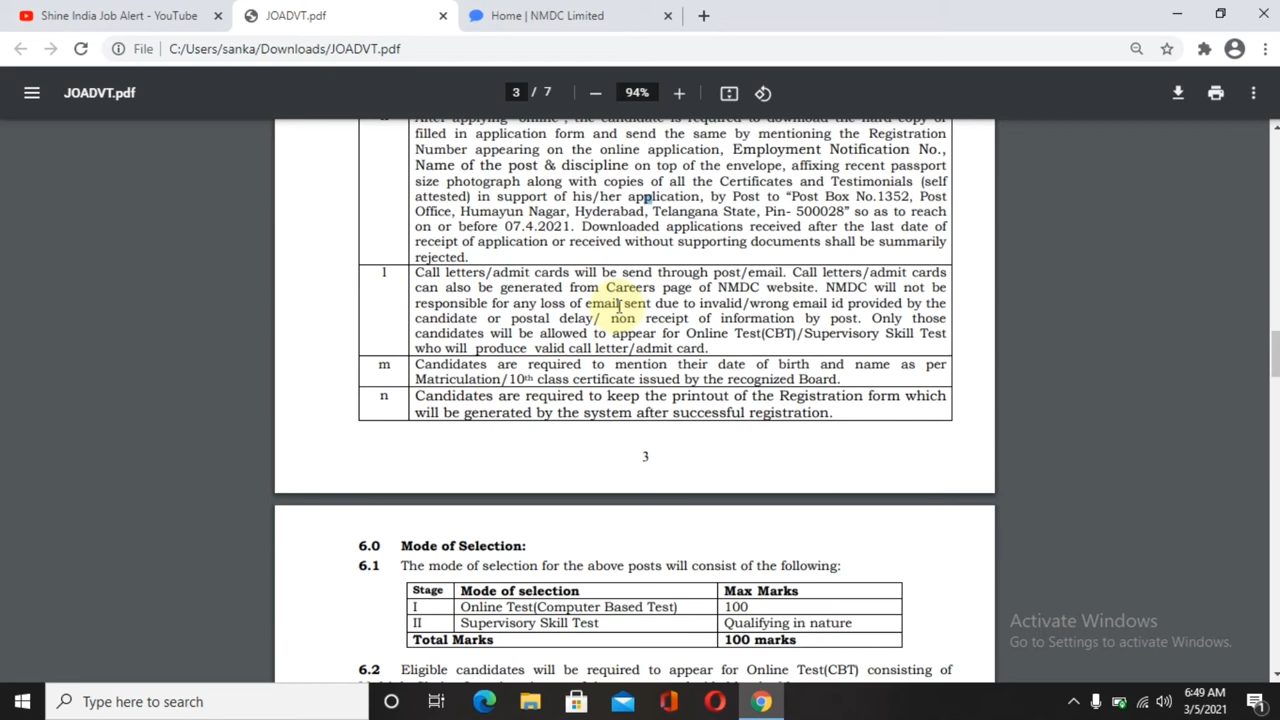 Shine India Job Alert - YouTube
JOADVT.pdf
Home | NMDC Limited
File C:/Users/sanka/Downloads/JOADVT.pdf
JOADVT.pdf
3 / 7
94%
After applying "online", the candidate is required to download the hard copy of
filled in application form and send the same by mentioning the Registration
Number appearing on the online application, Employment Notification No.,
Name of the post & discipline on top of the envelope, affixing recent passport
size photograph along with copies of all the Certificates and Testimonials (self
attested) in support of his/her application, by Post to “Post Box No.1352, Post
Office, Humayun Nagar, Hyderabad, Telangana State, Pin- 500028” so as to reach
on or before 07.4.2021. Downloaded applications received after the last date of
receipt of application or received without supporting documents shall be summarily
rejected.
l Call letters/admit cards will be send through post/email. Call letters/admit cards
can also be generated from Careers page of NMDC website. NMDC will not be
responsible for any loss of email sent due to invalid/wrong email id provided by the
candidate or postal delay/ non receipt of information by post. Only those
candidates will be allowed to appear for Online Test(CBT)/Supervisory Skill Test
who will produce valid call letter/admit card.
m Candidates are required to mention their date of birth and name as per
Matriculation/10th class certificate issued by the recognized Board.
n Candidates are required to keep the printout of the Registration form which
will be generated by the system after successful registration.
3
6.0 Mode of Selection:
6.1 The mode of selection for the above posts will consist of the following:
Stage Mode of selection Max Marks
I Online Test(Computer Based Test) 100
II Supervisory Skill Test Qualifying in nature
Total Marks 100 marks
6.2 Eligible candidates will be required to appear for Online Test(CBT) consisting of
Activate Windows
Go to Settings to activate Windows.
Type here to search
6:49 AM
3/5/2021
1